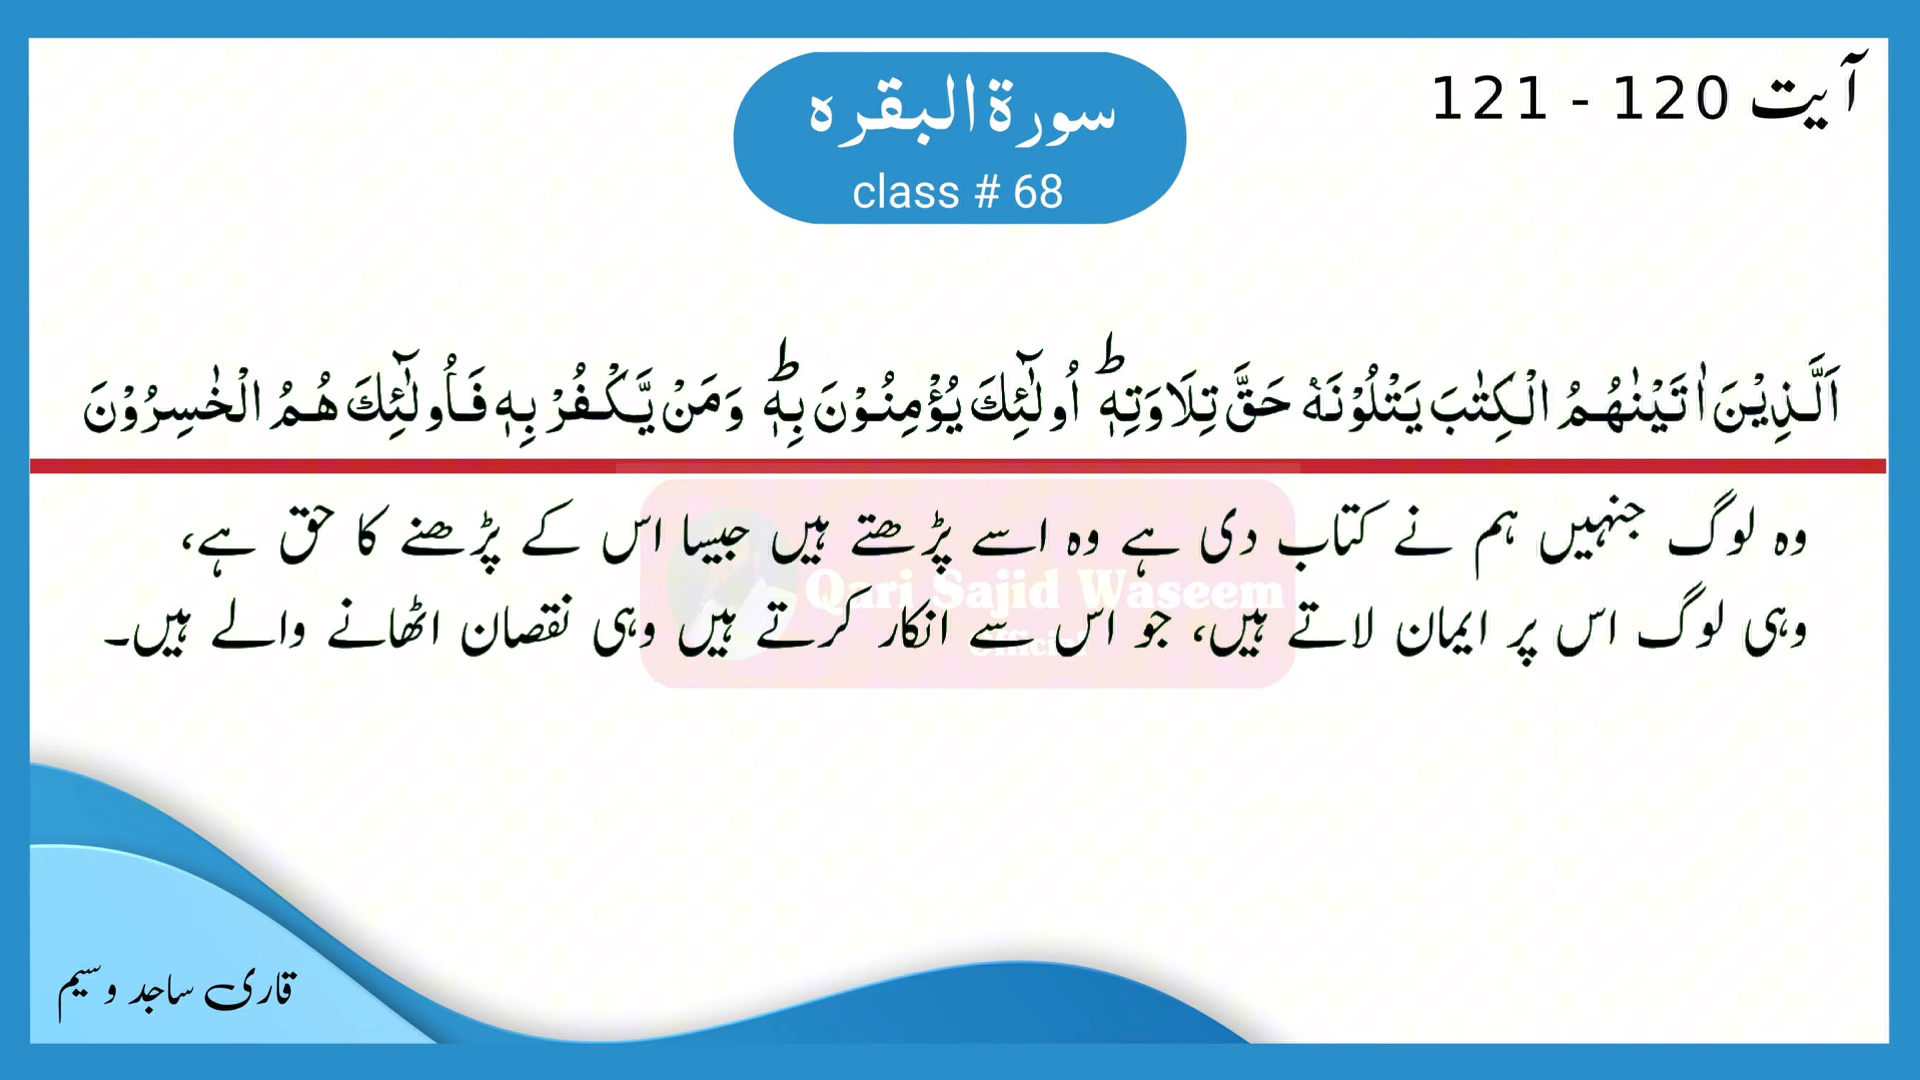 آیت 120 - 121
سورۃ البقرہ
class # 68
اَلَّذِیْنَ اٰتَیْنٰهُمُ الْكِتٰبَ یَتْلُوْنَهٗ حَقَّ تِلَاوَتِهٖؕ اُولٰٓئِكَ یُؤْمِنُوْنَ بِهٖؕ وَمَنْ یَّكْفُرْ بِهٖ فَاُولٰٓئِكَ هُمُ الْخٰسِرُوْنَ
وہ لوگ جنہیں ہم نے کتاب دی ہے وہ اسے پڑھتے ہیں جیسا اس کے پڑھنے کا حق ہے،
وہی لوگ اس پر ایمان لاتے ہیں، جو اس سے انکار کرتے ہیں وہی نقصان اٹھانے والے ہیں۔
Qari Sajid Waseem
Official
قاری ساجد وسیم